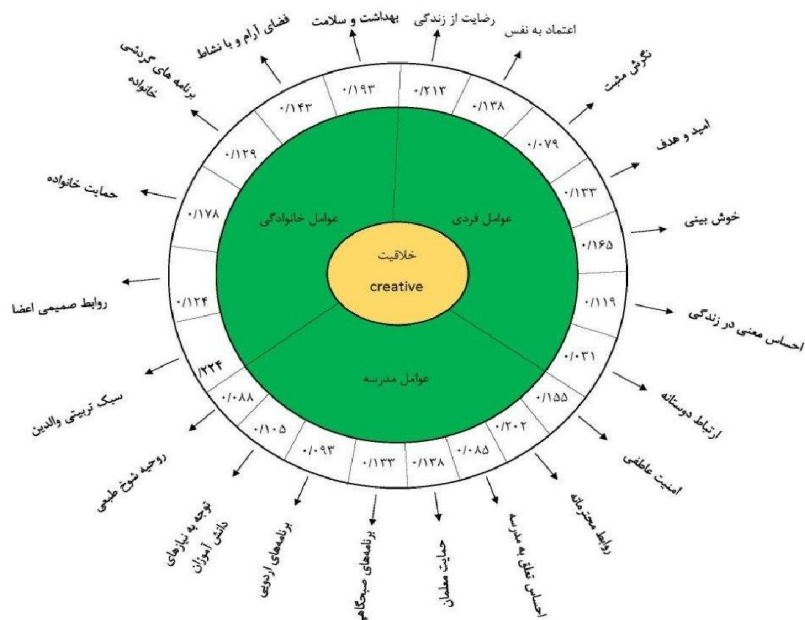 بهداشت و سلامت
رضایت از زندگی
اعتماد به نفس
نگرش مثبت
امید و هدف
خوش بینی
احساس معنی در زندگی
ارتباط دوستانه
امنیت عاطفی
روابط محترمانه
احساس تعلق به مدرسه
حمایت معلمان
برنامه‌های صبحگاهی
برنامه‌های اردویی
توجه به نیازهای
دانش آموزان
روحیه شوخ طبعی
سبک تربیتی والدین
روابط صمیمی اعضا
حمایت خانواده
برنامه های گردشی
خانواده
فضای آرام و با نشاط
۰/۱۹۳
۰/۲۱۳
۰/۱۳۸
۰/۰۷۹
۰/۱۳۳
۰/۱۶۵
۰/۱۱۹
۰/۰۳۱
۰/۱۵۵
۰/۲۰۲
۰/۰۸۵
۰/۱۳۸
۰/۱۳۳
۰/۰۹۳
۰/۱۰۵
۰/۰۸۸
۰/۲۲۴
۰/۱۲۴
۰/۱۷۸
۰/۱۲۹
۰/۱۴۳
عوامل فردی
عوامل خانوادگی
عوامل مدرسه
خلاقیت
creative